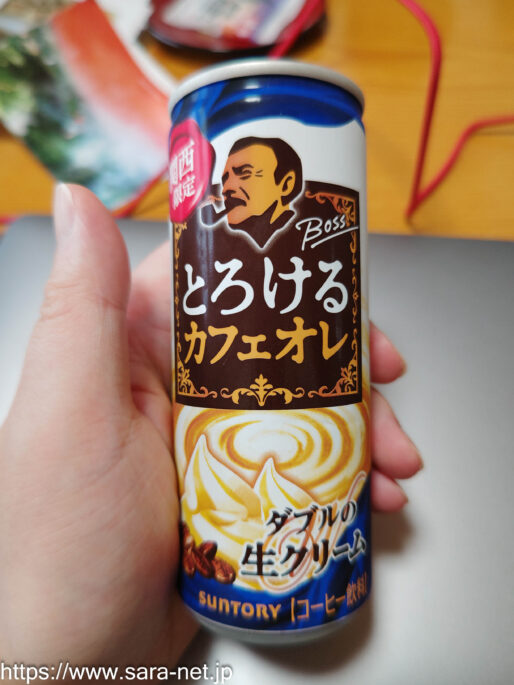 関西
限定
BOSS
とろける
カフェオレ
ダブルの
生クリーム
SUNTORY 【コーヒー飲料】
https://www.sara-net.jp